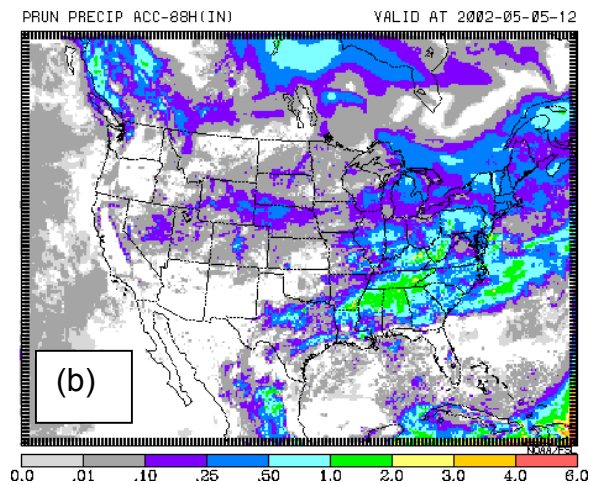 PRUN PRECIP ACC-88H(IN) VALID AT 2002-05-05-12
(b)
NOAA/FSL
0.0 .01 .10 .25 .50 1.0 2.0 3.0 4.0 6.0